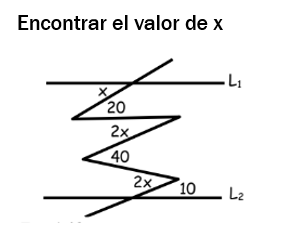 Encontrar el valor de x
L₁
x
20
2x
40
2x
10
L₂